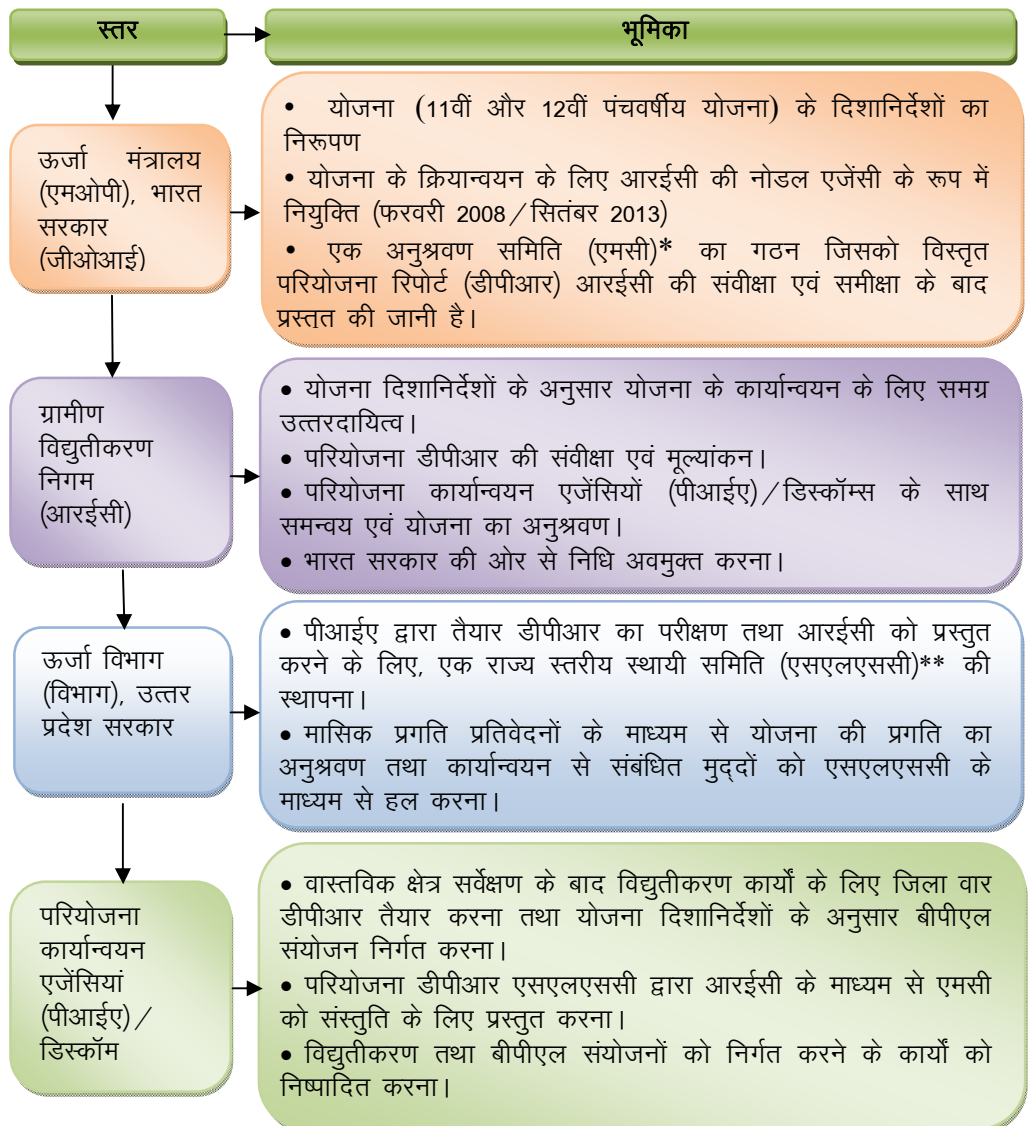 स्तर
भूमिका
ऊर्जा मंत्रालय
(एमओपी), भारत
सरकार
(जीओआई)
• योजना (11वीं और 12वीं पंचवर्षीय योजना) के दिशानिर्देशों का
निरूपण
• योजना के क्रियान्वयन के लिए आरईसी की नोडल एजेंसी के रूप में
नियुक्ति (फरवरी 2008/सितंबर 2013)
• एक अनुश्रवण समिति (एमसी)* का गठन जिसको विस्तृत
परियोजना रिपोर्ट (डीपीआर) आरईसी की संवीक्षा एवं समीक्षा के बाद
प्रस्तुत की जानी है।
ग्रामीण
विद्युतीकरण
निगम
(आरईसी)
• योजना दिशानिर्देशों के अनुसार योजना के कार्यान्वयन के लिए समग्र
उत्तरदायित्व।
• परियोजना डीपीआर की संवीक्षा एवं मूल्यांकन।
• परियोजना कार्यान्वयन एजेंसियों (पीआईए)/डिस्कॉम्स के साथ
समन्वय एवं योजना का अनुश्रवण।
• भारत सरकार की ओर से निधि अवमुक्त करना।
ऊर्जा विभाग
(विभाग), उत्तर
प्रदेश सरकार
• पीआईए द्वारा तैयार डीपीआर का परीक्षण तथा आरईसी को प्रस्तुत
करने के लिए, एक राज्य स्तरीय स्थायी समिति (एसएलएससी)** की
स्थापना।
• मासिक प्रगति प्रतिवेदनों के माध्यम से योजना की प्रगति का
अनुश्रवण तथा कार्यान्वयन से संबंधित मुद्दों को एसएलएससी के
माध्यम से हल करना।
परियोजना
कार्यान्वयन
एजेंसियां
(पीआईए)/
डिस्कॉम
• वास्तविक क्षेत्र सर्वेक्षण के बाद विद्युतीकरण कार्यों के लिए जिला वार
डीपीआर तैयार करना तथा योजना दिशानिर्देशों के अनुसार बीपीएल
संयोजन निर्गत करना।
• परियोजना डीपीआर एसएलएससी द्वारा आरईसी के माध्यम से एमसी
को संस्तुति के लिए प्रस्तुत करना।
• विद्युतीकरण तथा बीपीएल संयोजनों को निर्गत करने के कार्यों को
निष्पादित करना।